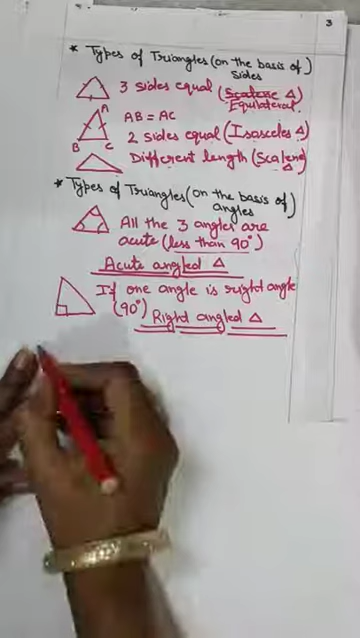 3
* Types of Triangles (on the basis of)
Sides
3 sides equal (Scalene △)
Equilateral
A
AB = AC
B C
2 sides equal (Isasceles △)
Different length (Scalene
△)
* Types of Triangles (on the basis of
angles)
All the 3 angles are
acute (less than 90°)
Acute angled △
If one angle is right angle
(90°) Right angled △